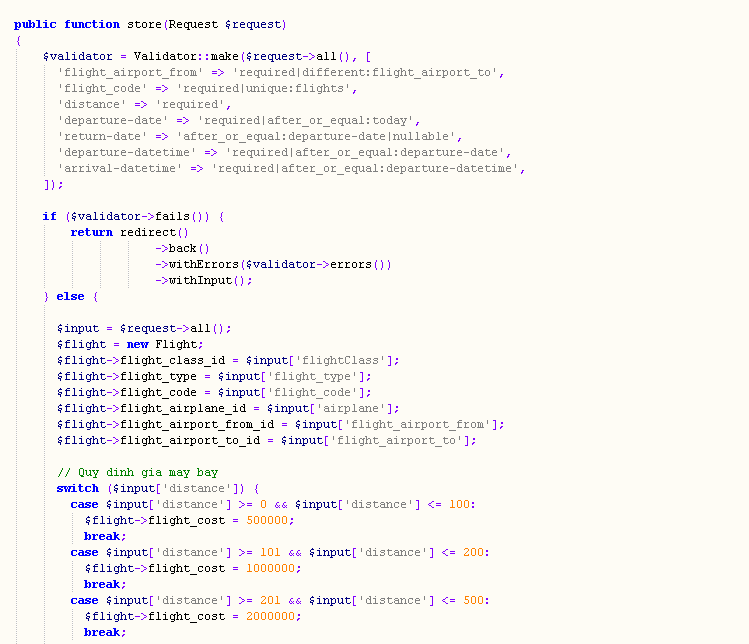 public function store(Request $request)
{
    $validator = Validator::make($request->all(), [
      'flight_airport_from' => 'required|different:flight_airport_to',
      'flight_code' => 'required|unique:flights',
      'distance' => 'required',
      'departure-date' => 'required|after_or_equal:today',
      'return-date' => 'after_or_equal:departure-date|nullable',
      'departure-datetime' => 'required|after_or_equal:departure-date',
      'arrival-datetime' => 'required|after_or_equal:departure-datetime',
    ]);
    if ($validator->fails()) {
        return redirect()
                    ->back()
                    ->withErrors($validator->errors())
                    ->withInput();
    } else {
      $input = $request->all();
      $flight = new Flight;
      $flight->flight_class_id = $input['flightClass'];
      $flight->flight_type = $input['flight_type'];
      $flight->flight_code = $input['flight_code'];
      $flight->flight_airplane_id = $input['airplane'];
      $flight->flight_airport_from_id = $input['flight_airport_from'];
      $flight->flight_airport_to_id = $input['flight_airport_to'];
      // Quy dinh gia may bay
      switch ($input['distance']) {
        case $input['distance'] >= 0 && $input['distance'] <= 100:
          $flight->flight_cost = 500000;
          break;
        case $input['distance'] >= 101 && $input['distance'] <= 200:
          $flight->flight_cost = 1000000;
          break;
        case $input['distance'] >= 201 && $input['distance'] <= 500:
          $flight->flight_cost = 2000000;
          break;